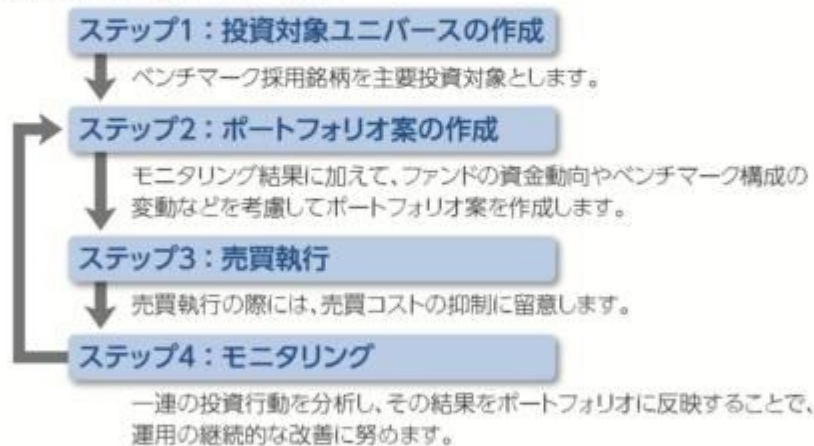 ステップ1：投資対象ユニバースの作成
ベンチマーク採用銘柄を主要投資対象とします。
ステップ2：ポートフォリオ案の作成
モニタリング結果に加えて、ファンドの資金動向やベンチマーク構成の
変動などを考慮してポートフォリオ案を作成します。
ステップ3：売買執行
売買執行の際には、売買コストの抑制に留意します。
ステップ4：モニタリング
一連の投資行動を分析し、その結果をポートフォリオに反映することで、
運用の継続的な改善に努めます。